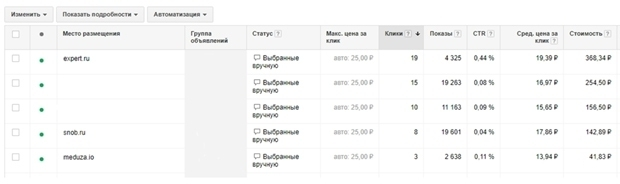 Изменить Показать подробности Автоматизация
Место размещения Группа объявлений Статус ? Макс. цена за клик Клики ? Показы ? CTR ? Сред. цена за клик ? Стоимость ?
expert.ru Выбранные вручную авто: 25,00 ₽ 19 4 325 0,44 % 19,39 ₽ 368,34 ₽
Выбранные вручную авто: 25,00 ₽ 15 19 263 0,08 % 16,97 ₽ 254,50 ₽
Выбранные вручную авто: 25,00 ₽ 10 11 163 0,09 % 15,65 ₽ 156,50 ₽
snob.ru Выбранные вручную авто: 25,00 ₽ 8 19 601 0,04 % 17,86 ₽ 142,89 ₽
meduza.io Выбранные вручную авто: 25,00 ₽ 3 2 638 0,11 % 13,94 ₽ 41,83 ₽